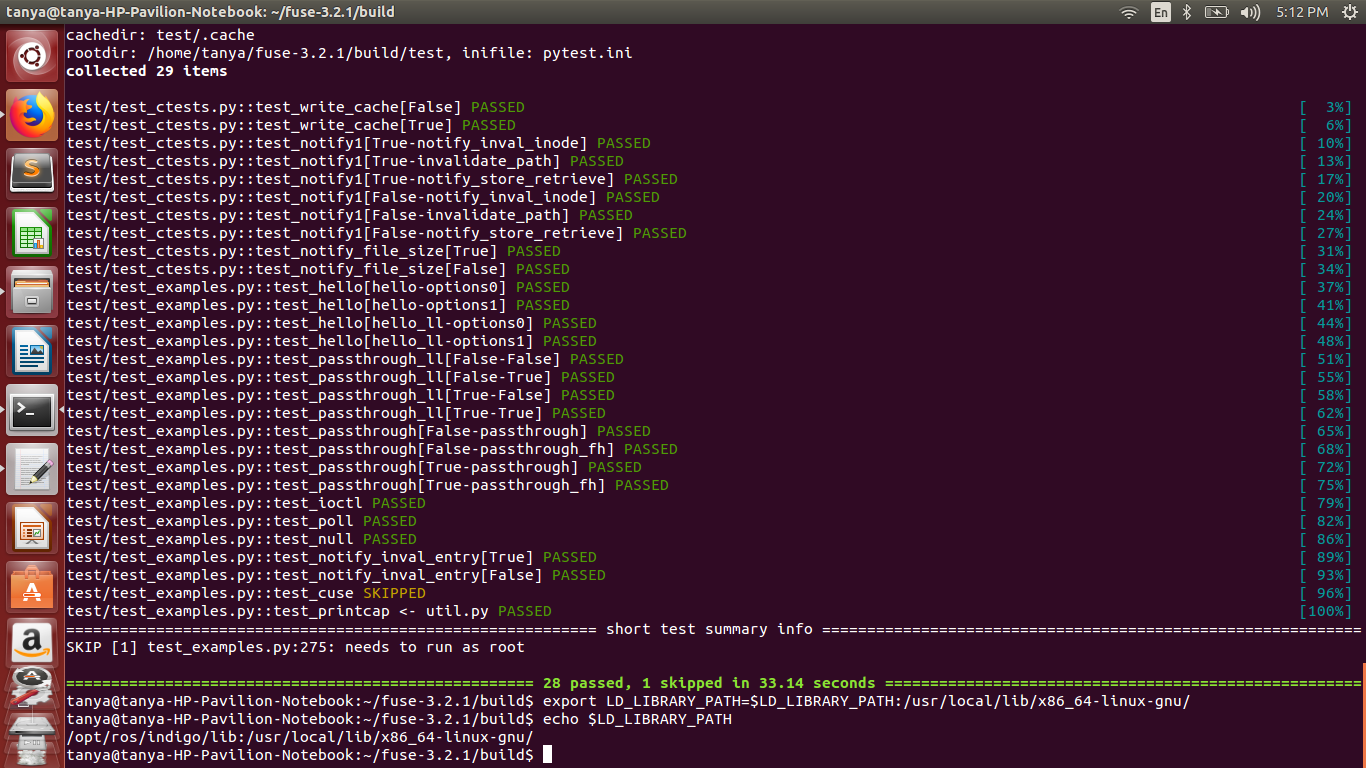 tanya@tanya-HP-Pavilion-Notebook: ~/fuse-3.2.1/build
En
5:12 PM
cachedir: test/.cache
rootdir: /home/tanya/fuse-3.2.1/build/test, inifile: pytest.ini
collected 29 items
test/test_ctests.py::test_write_cache[False] PASSED [  3%]
test/test_ctests.py::test_write_cache[True] PASSED [  6%]
test/test_ctests.py::test_notify1[True-notify_inval_inode] PASSED [ 10%]
test/test_ctests.py::test_notify1[True-invalidate_path] PASSED [ 13%]
test/test_ctests.py::test_notify1[True-notify_store_retrieve] PASSED [ 17%]
test/test_ctests.py::test_notify1[False-notify_inval_inode] PASSED [ 20%]
test/test_ctests.py::test_notify1[False-invalidate_path] PASSED [ 24%]
test/test_ctests.py::test_notify1[False-notify_store_retrieve] PASSED [ 27%]
test/test_ctests.py::test_notify_file_size[True] PASSED [ 31%]
test/test_ctests.py::test_notify_file_size[False] PASSED [ 34%]
test/test_examples.py::test_hello[hello-options0] PASSED [ 37%]
test/test_examples.py::test_hello[hello-options1] PASSED [ 41%]
test/test_examples.py::test_hello[hello_ll-options0] PASSED [ 44%]
test/test_examples.py::test_hello[hello_ll-options1] PASSED [ 48%]
test/test_examples.py::test_passthrough_ll[False-False] PASSED [ 51%]
test/test_examples.py::test_passthrough_ll[False-True] PASSED [ 55%]
test/test_examples.py::test_passthrough_ll[True-False] PASSED [ 58%]
test/test_examples.py::test_passthrough_ll[True-True] PASSED [ 62%]
test/test_examples.py::test_passthrough[False-passthrough] PASSED [ 65%]
test/test_examples.py::test_passthrough[False-passthrough_fh] PASSED [ 68%]
test/test_examples.py::test_passthrough[True-passthrough] PASSED [ 72%]
test/test_examples.py::test_passthrough[True-passthrough_fh] PASSED [ 75%]
test/test_examples.py::test_ioctl PASSED [ 79%]
test/test_examples.py::test_poll PASSED [ 82%]
test/test_examples.py::test_null PASSED [ 86%]
test/test_examples.py::test_notify_inval_entry[True] PASSED [ 89%]
test/test_examples.py::test_notify_inval_entry[False] PASSED [ 93%]
test/test_examples.py::test_cuse SKIPPED [ 96%]
test/test_examples.py::test_printcap <- util.py PASSED [100%]
=========================================================== short test summary info ============================================================
SKIP [1] test_examples.py:275: needs to run as root
==================================================== 28 passed, 1 skipped in 33.14 seconds =====================================================
tanya@tanya-HP-Pavilion-Notebook:~/fuse-3.2.1/build$ export LD_LIBRARY_PATH=$LD_LIBRARY_PATH:/usr/local/lib/x86_64-linux-gnu/
tanya@tanya-HP-Pavilion-Notebook:~/fuse-3.2.1/build$ echo $LD_LIBRARY_PATH
/opt/ros/indigo/lib:/usr/local/lib/x86_64-linux-gnu/
tanya@tanya-HP-Pavilion-Notebook:~/fuse-3.2.1/build$